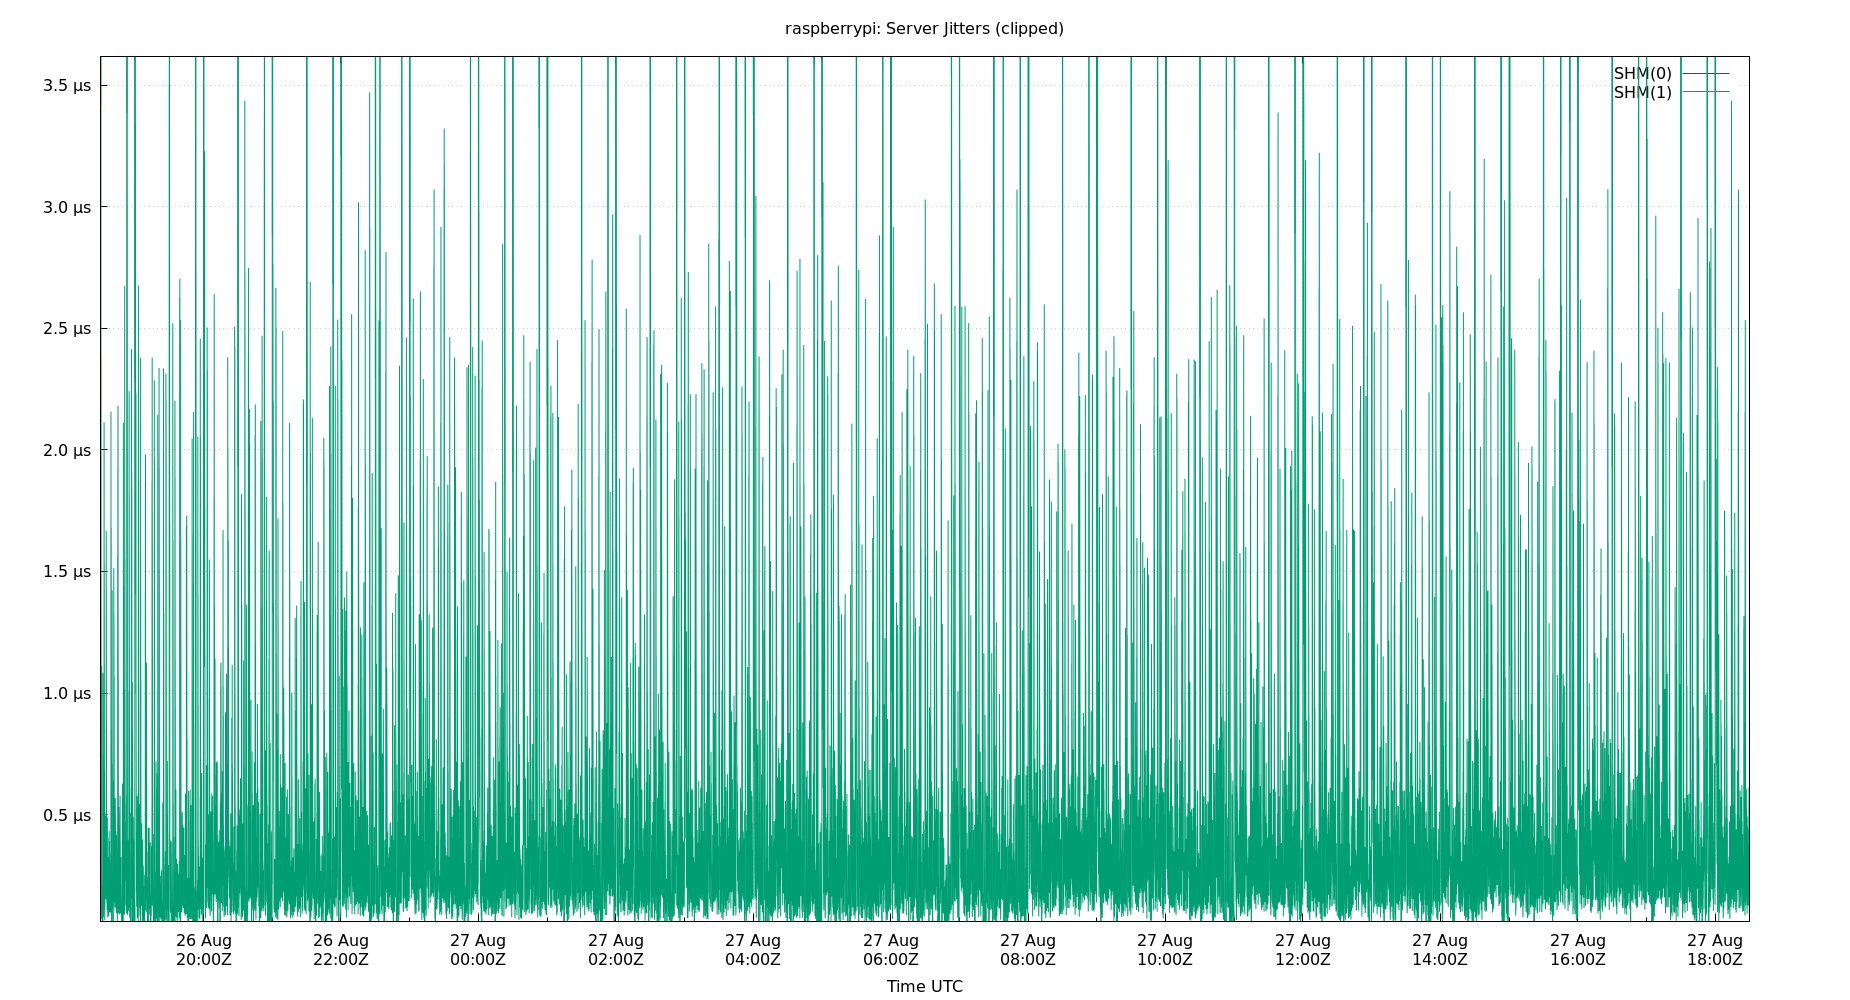 raspberrypi: Server Jitters (clipped)
SHM(0)
SHM(1)
3.5 µs
3.0 µs
2.5 µs
2.0 µs
1.5 µs
1.0 µs
0.5 µs
26 Aug 26 Aug 27 Aug 27 Aug 27 Aug 27 Aug 27 Aug 27 Aug 27 Aug 27 Aug 27 Aug 27 Aug
20:00Z 22:00Z 00:00Z 02:00Z 04:00Z 06:00Z 08:00Z 10:00Z 12:00Z 14:00Z 16:00Z 18:00Z
Time UTC